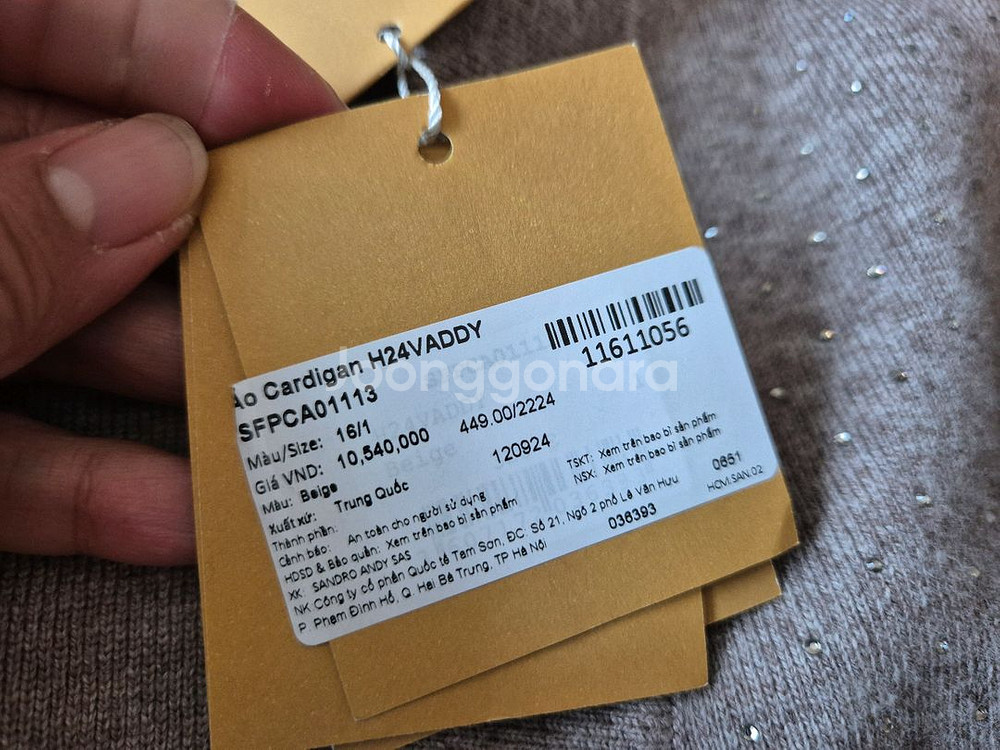 Áo Cardigan H24VADDY
SFPCA01113
11611056
Joonggonara
Màu/Size: 16/1
Giá VND: 10,540,000 449.00/2224
Màu: Beige 120924
Xuất xứ: Trung Quốc
Thành phần:
TSKT: Xem trên bao bì sản phẩm
Cảnh báo: An toàn cho người sử dụng
NSX: Xem trên bao bì sản phẩm
HDSD & Bảo quản: Xem trên bao bì sản phẩm
0651
XK: SANDRO ANDY SAS
HCM.SAN.02
NK Công ty cổ phần Quốc tế Tam Sơn, ĐC: Số 21, Ngõ 2 phố Lê Văn Hưu
P. Phạm Đình Hổ, Q. Hai Bà Trưng, TP Hà Nội
036393